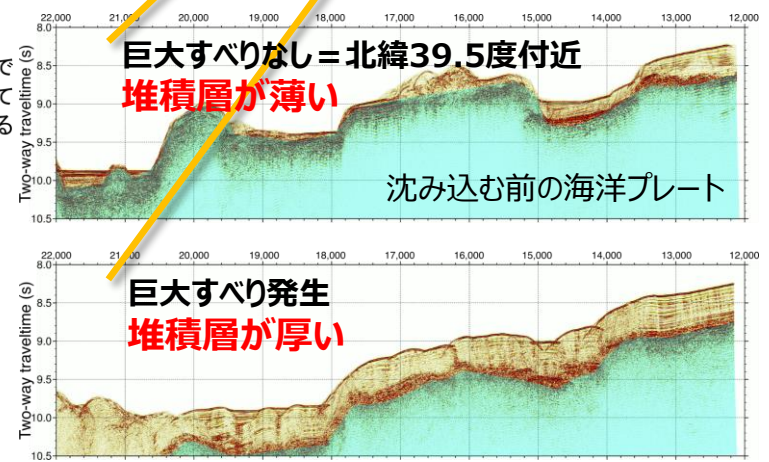 22,000 21,000 20,000 19,000 18,000 17,000 16,000 15,000 14,000 13,000 12,000
で
て
る
Two-way traveltime (s)
8.0
8.5
9.0
9.5
10.0
10.5
巨大すべりなし＝北緯39.5度付近
堆積層が薄い
沈み込む前の海洋プレート
22,000 21,000 20,000 19,000 18,000 17,000 16,000 15,000 14,000 13,000 12,000
Two-way traveltime (s)
8.0
8.5
9.0
9.5
10.0
10.5
巨大すべり発生
堆積層が厚い